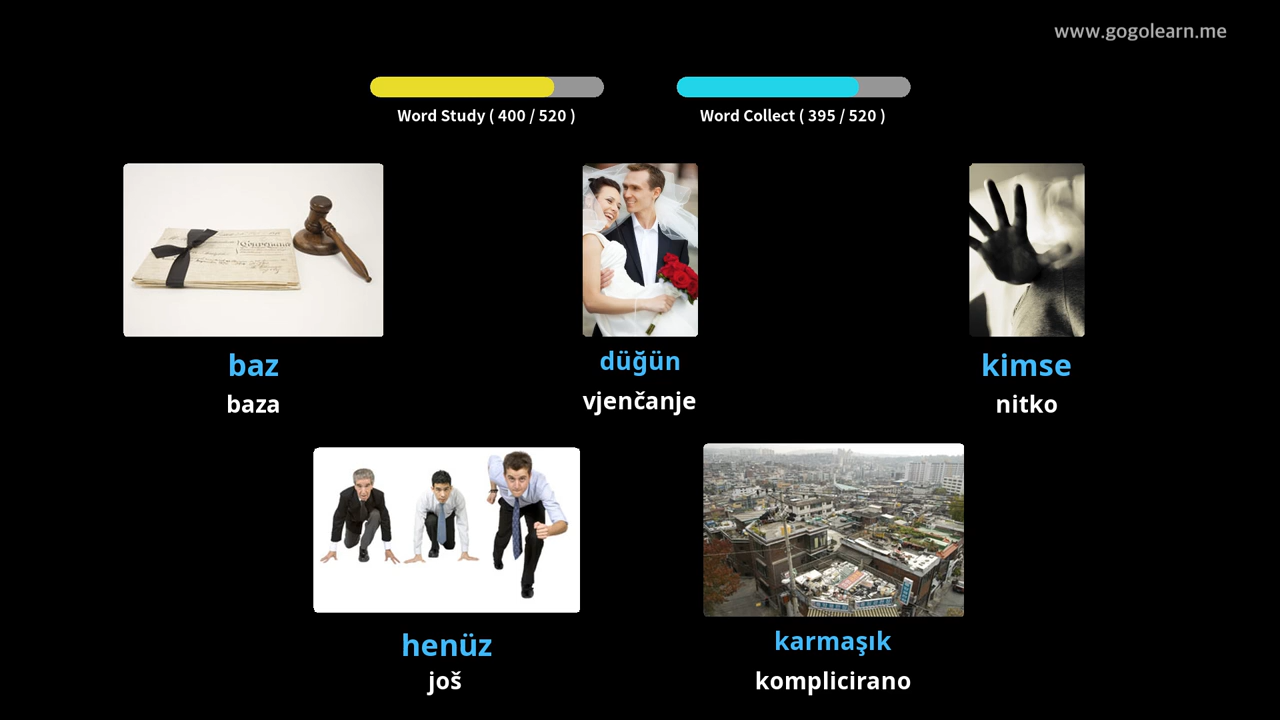 www.gogolearn.me
Word Study ( 400 / 520 )
Word Collect ( 395 / 520 )
baz
baza
düğün
vjenčanje
kimse
nitko
henüz
još
karmaşık
komplicirano